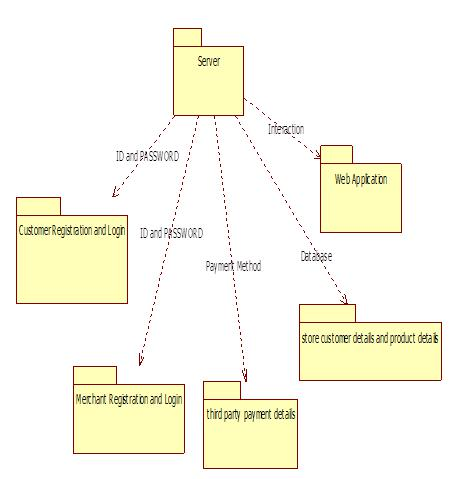 Server
Interaction
ID and PASSWORD
Web Application
Customer Registration and Login
ID and PASSWORD
Database
Payment Method
store customer details and product details
Merchant Registration and Login
third party payment details